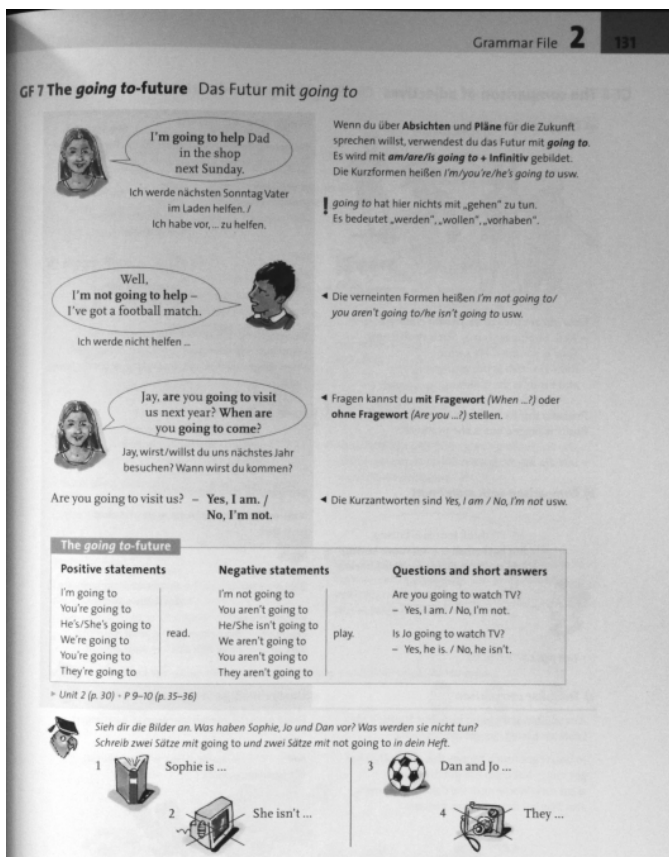 Grammar File 2 131
GF 7 The going to-future Das Futur mit going to
I'm going to help Dad
in the shop
next Sunday.
Ich werde nächsten Sonntag Vater
im Laden helfen. /
Ich habe vor, ... zu helfen.
Wenn du über Absichten und Pläne für die Zukunft
sprechen willst, verwendest du das Futur mit going to.
Es wird mit am/are/is going to + Infinitiv gebildet.
Die Kurzformen heißen I'm/you're/he's going to usw.
! going to hat hier nichts mit „gehen" zu tun.
Es bedeutet „werden", „wollen", „vorhaben".
Well,
I'm not going to help –
I've got a football match.
Ich werde nicht helfen ...
◄ Die verneinten Formen heißen I'm not going to/
you aren't going to/he isn't going to usw.
Jay, are you going to visit
us next year? When are
you going to come?
Jay, wirst/willst du uns nächstes Jahr
besuchen? Wann wirst du kommen?
◄ Fragen kannst du mit Fragewort (When ...?) oder
ohne Fragewort (Are you ...?) stellen.
Are you going to visit us? – Yes, I am. /
No, I'm not.
◄ Die Kurzantworten sind Yes, I am / No, I'm not usw.
The going to-future
Positive statements
I'm going to
You're going to
He's/She's going to
We're going to
You're going to
They're going to
read.
Negative statements
I'm not going to
You aren't going to
He/She isn't going to
We aren't going to
You aren't going to
They aren't going to
play.
Questions and short answers
Are you going to watch TV?
– Yes, I am. / No, I'm not.
Is Jo going to watch TV?
– Yes, he is. / No, he isn't.
▸ Unit 2 (p. 30) • P 9–10 (p. 35–36)
Sieh dir die Bilder an. Was haben Sophie, Jo und Dan vor? Was werden sie nicht tun?
Schreib zwei Sätze mit going to und zwei Sätze mit not going to in dein Heft.
1 Sophie is ...
2 She isn't ...
3 Dan and Jo ...
4 They ...